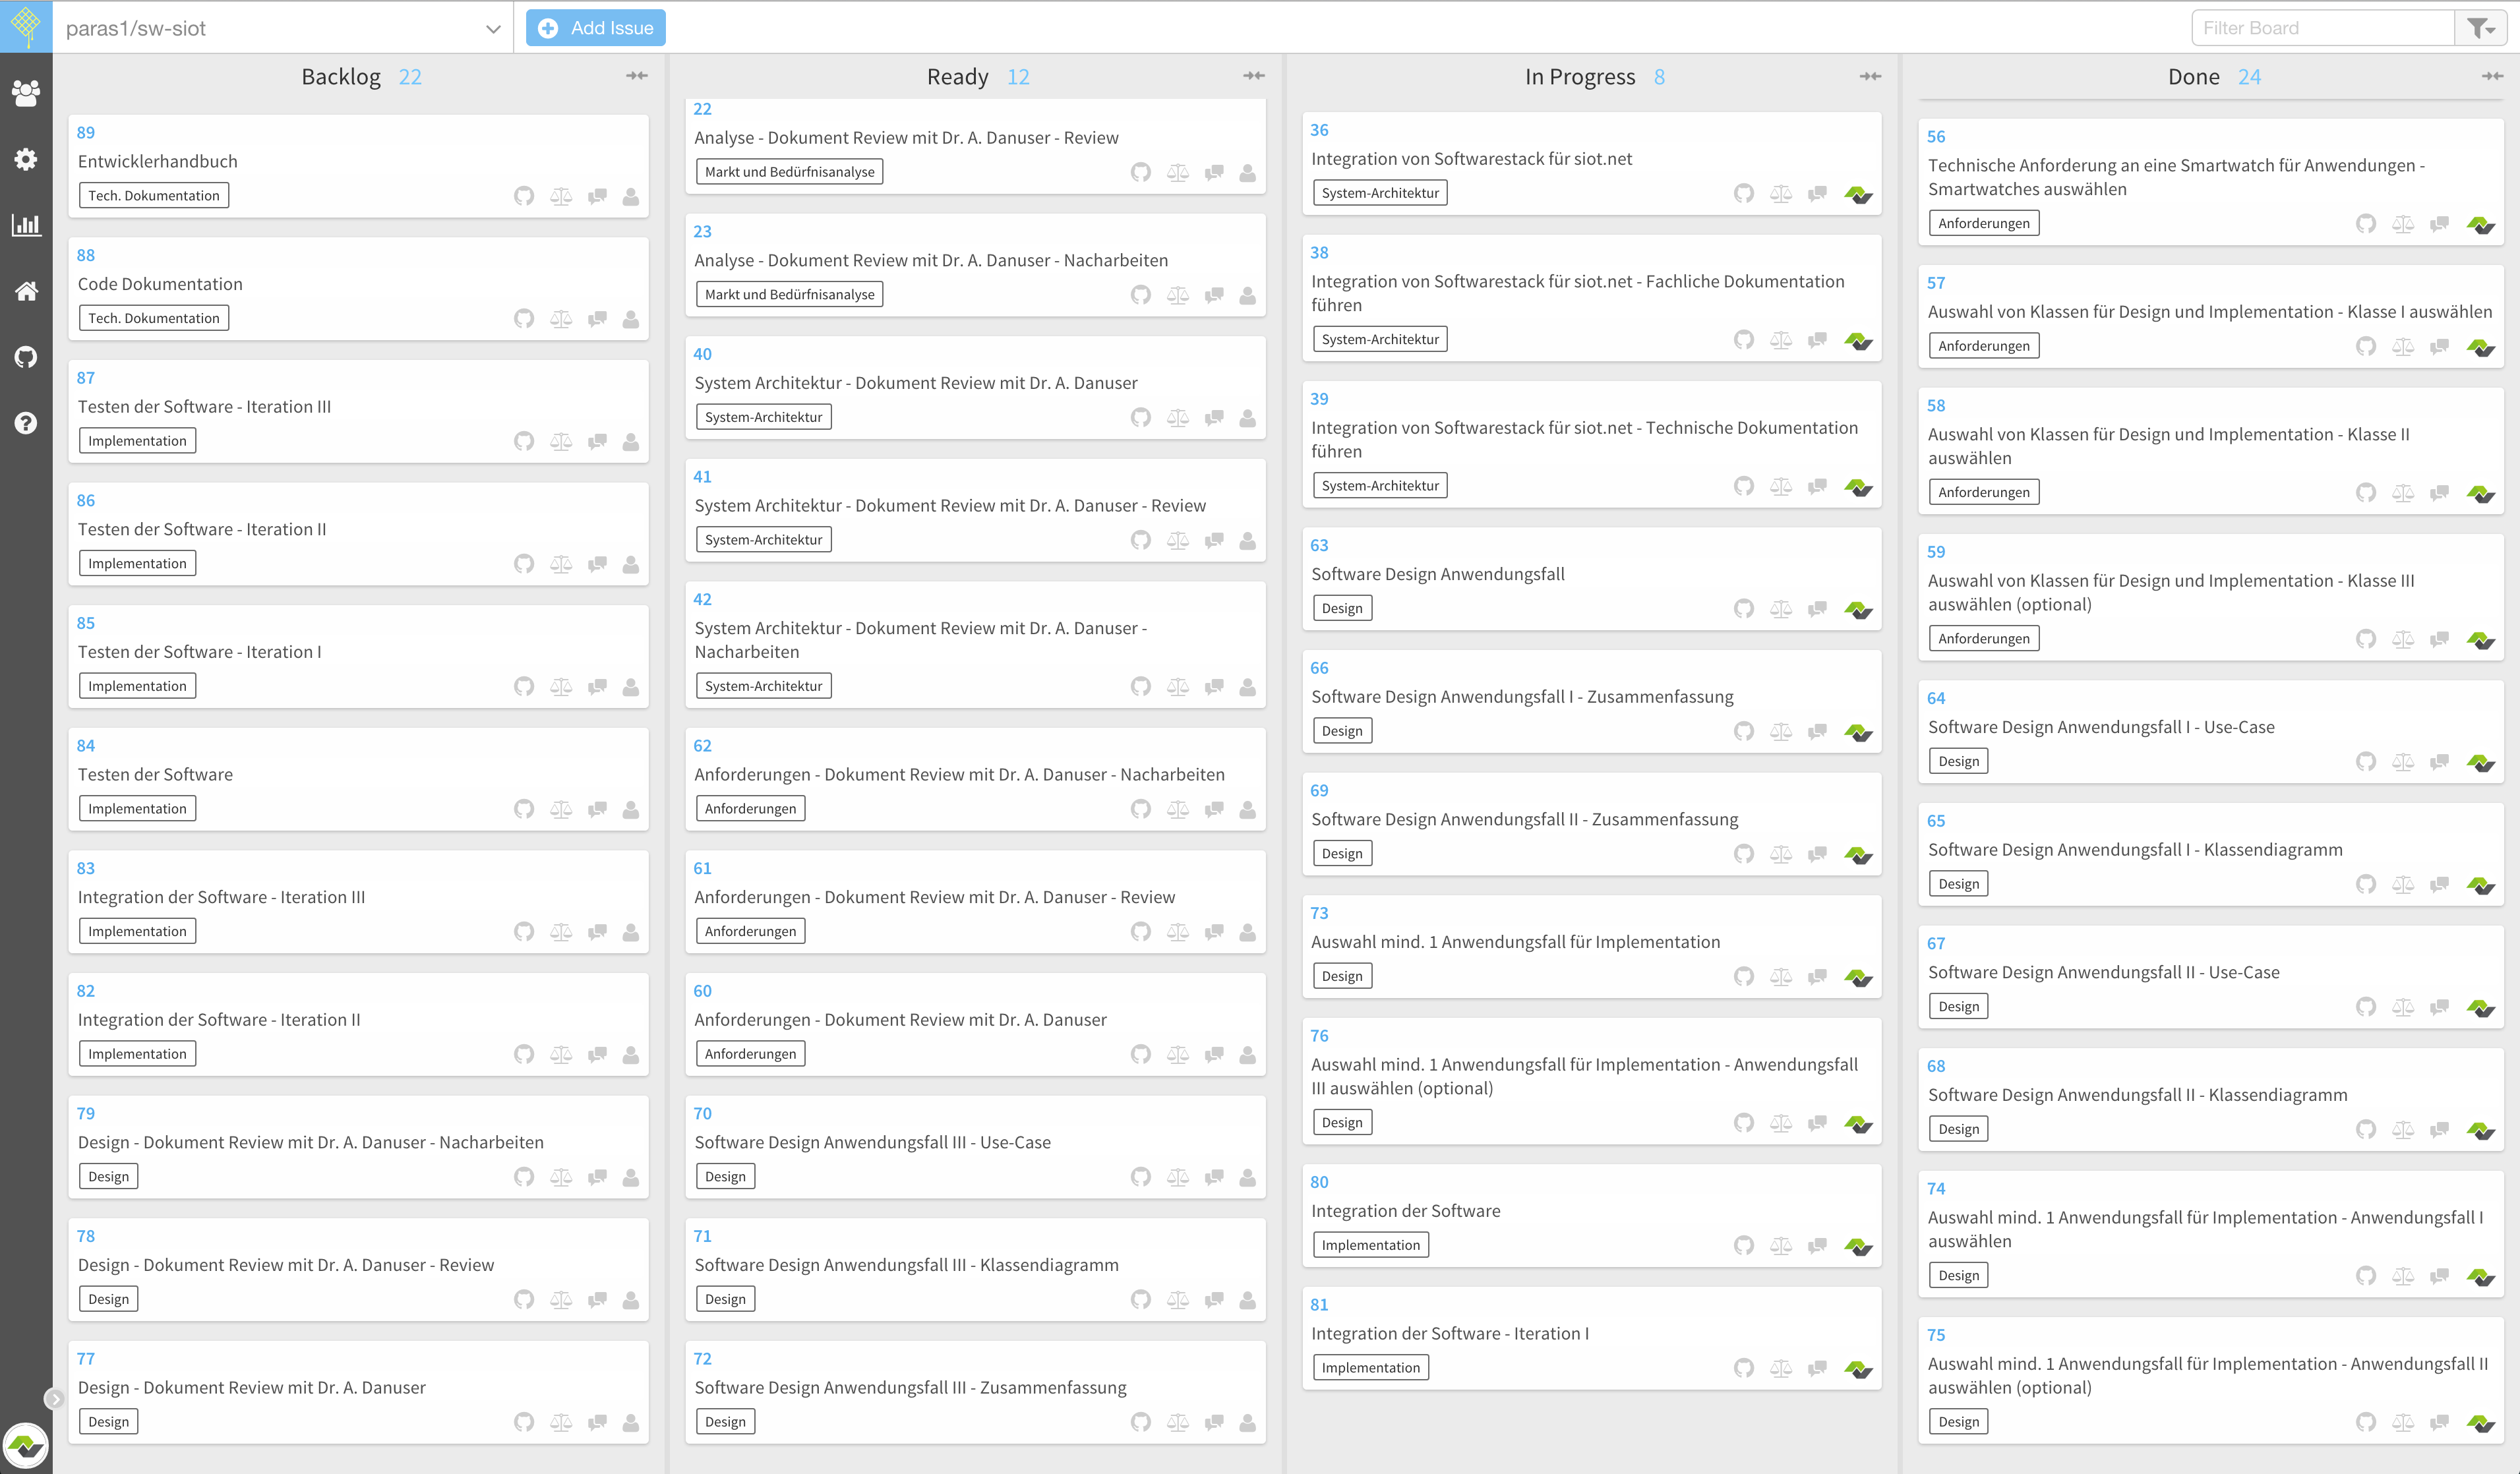 paras1/sw-siot
Add Issue
Filter Board
Backlog 22
89
Entwicklerhandbuch
Tech. Dokumentation
88
Code Dokumentation
Tech. Dokumentation
87
Testen der Software - Iteration III
Implementation
86
Testen der Software - Iteration II
Implementation
85
Testen der Software - Iteration I
Implementation
84
Testen der Software
Implementation
83
Integration der Software - Iteration III
Implementation
82
Integration der Software - Iteration II
Implementation
79
Design - Dokument Review mit Dr. A. Danuser - Nacharbeiten
Design
78
Design - Dokument Review mit Dr. A. Danuser - Review
Design
77
Design - Dokument Review mit Dr. A. Danuser
Design
Ready 12
22
Analyse - Dokument Review mit Dr. A. Danuser - Review
Markt und Bedürfnisanalyse
23
Analyse - Dokument Review mit Dr. A. Danuser - Nacharbeiten
Markt und Bedürfnisanalyse
40
System Architektur - Dokument Review mit Dr. A. Danuser
System-Architektur
41
System Architektur - Dokument Review mit Dr. A. Danuser - Review
System-Architektur
42
System Architektur - Dokument Review mit Dr. A. Danuser -
Nacharbeiten
System-Architektur
62
Anforderungen - Dokument Review mit Dr. A. Danuser - Nacharbeiten
Anforderungen
61
Anforderungen - Dokument Review mit Dr. A. Danuser - Review
Anforderungen
60
Anforderungen - Dokument Review mit Dr. A. Danuser
Anforderungen
70
Software Design Anwendungsfall III - Use-Case
Design
71
Software Design Anwendungsfall III - Klassendiagramm
Design
72
Software Design Anwendungsfall III - Zusammenfassung
Design
In Progress 8
36
Integration von Softwarestack für siot.net
System-Architektur
38
Integration von Softwarestack für siot.net - Fachliche Dokumentation
führen
System-Architektur
39
Integration von Softwarestack für siot.net - Technische Dokumentation
führen
System-Architektur
63
Software Design Anwendungsfall
Design
66
Software Design Anwendungsfall I - Zusammenfassung
Design
69
Software Design Anwendungsfall II - Zusammenfassung
Design
73
Auswahl mind. 1 Anwendungsfall für Implementation
Design
76
Auswahl mind. 1 Anwendungsfall für Implementation - Anwendungsfall
III auswählen (optional)
Design
80
Integration der Software
Implementation
81
Integration der Software - Iteration I
Implementation
Done 24
56
Technische Anforderung an eine Smartwatch für Anwendungen -
Smartwatches auswählen
Anforderungen
57
Auswahl von Klassen für Design und Implementation - Klasse I auswählen
Anforderungen
58
Auswahl von Klassen für Design und Implementation - Klasse II
auswählen
Anforderungen
59
Auswahl von Klassen für Design und Implementation - Klasse III
auswählen (optional)
Anforderungen
64
Software Design Anwendungsfall I - Use-Case
Design
65
Software Design Anwendungsfall I - Klassendiagramm
Design
67
Software Design Anwendungsfall II - Use-Case
Design
68
Software Design Anwendungsfall II - Klassendiagramm
Design
74
Auswahl mind. 1 Anwendungsfall für Implementation - Anwendungsfall I
auswählen
Design
75
Auswahl mind. 1 Anwendungsfall für Implementation - Anwendungsfall II
auswählen (optional)
Design